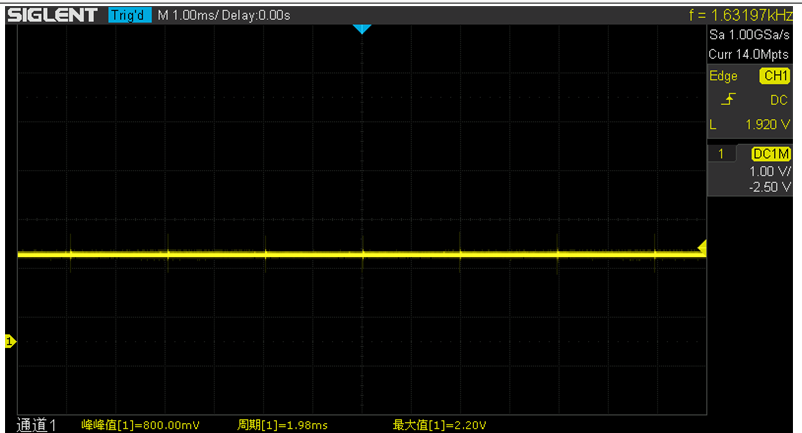 SIGLENT Trig'd M 1.00ms/ Delay:0.00s f = 1.63197kHz
Sa 1.00GSa/s
Curr 14.0Mpts
Edge CH1
DC
L 1.920 V
1 DC1M
1.00 V/
-2.50 V
1
通道1 峰峰值[1]=800.00mV 周期[1]=1.98ms 最大值[1]=2.20V